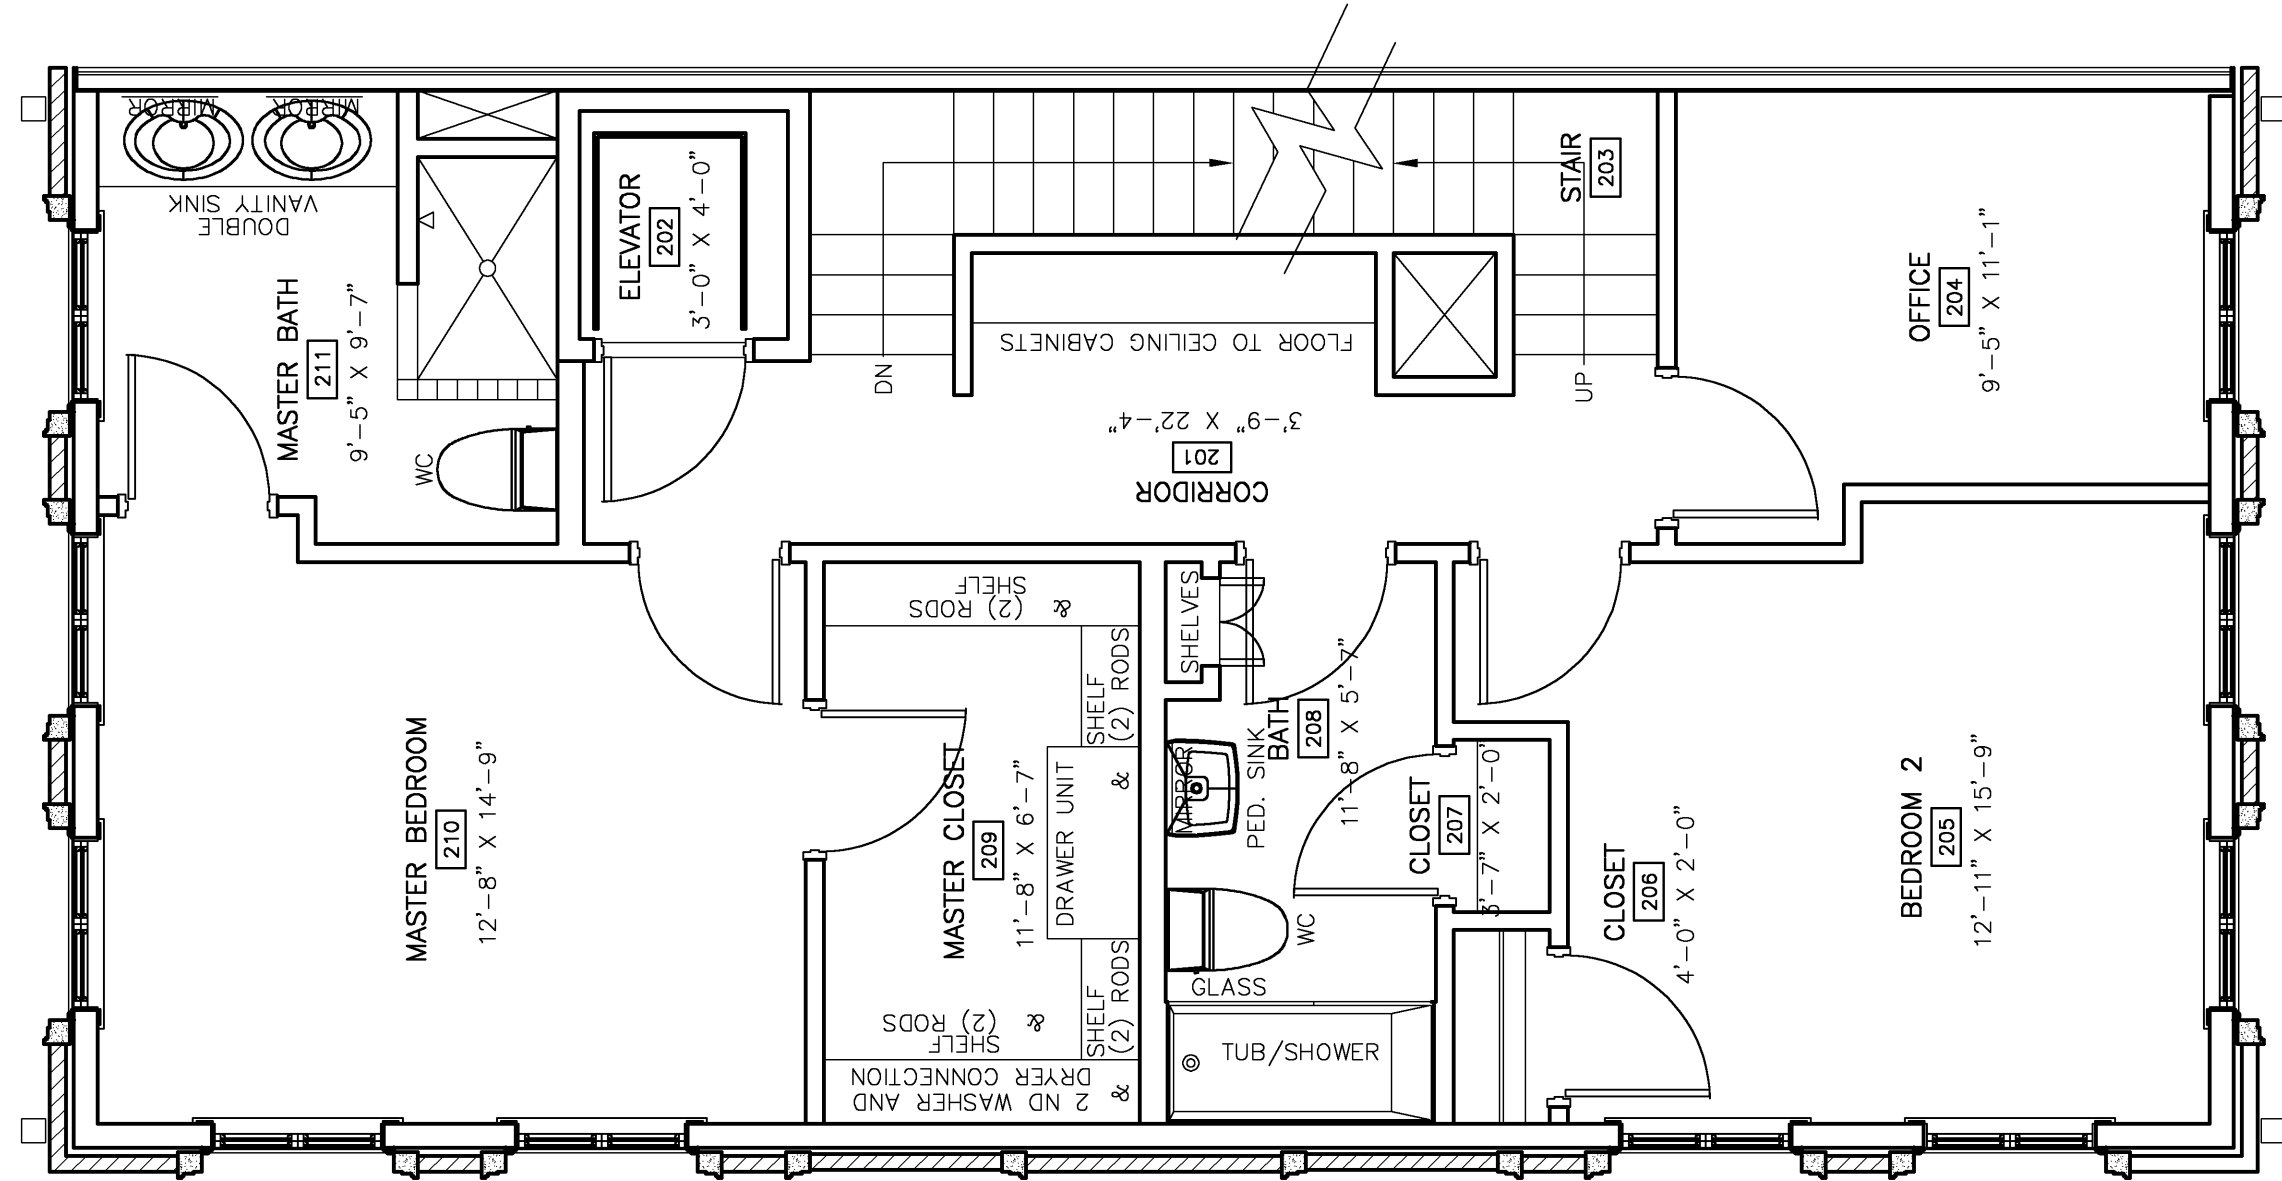 MIRROR
MIRROR
DOUBLE
VANITY SINK
MASTER BATH
211
9'-5" X 9'-7"
WC
ELEVATOR
202
3'-0" X 4'-0"
DN
FLOOR TO CEILING CABINETS
CORRIDOR
201
3'-9" X 22'-4"
STAIR
203
UP
OFFICE
204
9'-5" X 11'-1"
MASTER BEDROOM
210
12'-8" X 14'-9"
SHELF
& (2) RODS
SHELF &
(2) RODS
MASTER CLOSET
209
11'-8" X 6'-7"
DRAWER UNIT
SHELF &
(2) RODS
SHELF
& (2) RODS
2 ND WASHER AND
& DRYER CONNECTION
SHELVES
MIRROR
PED. SINK
BATH
208
11'-8" X 5'-7"
WC
GLASS
TUB/SHOWER
CLOSET
207
3'-7" X 2'-0"
CLOSET
206
4'-0" X 2'-0"
BEDROOM 2
205
12'-11" X 15'-9"